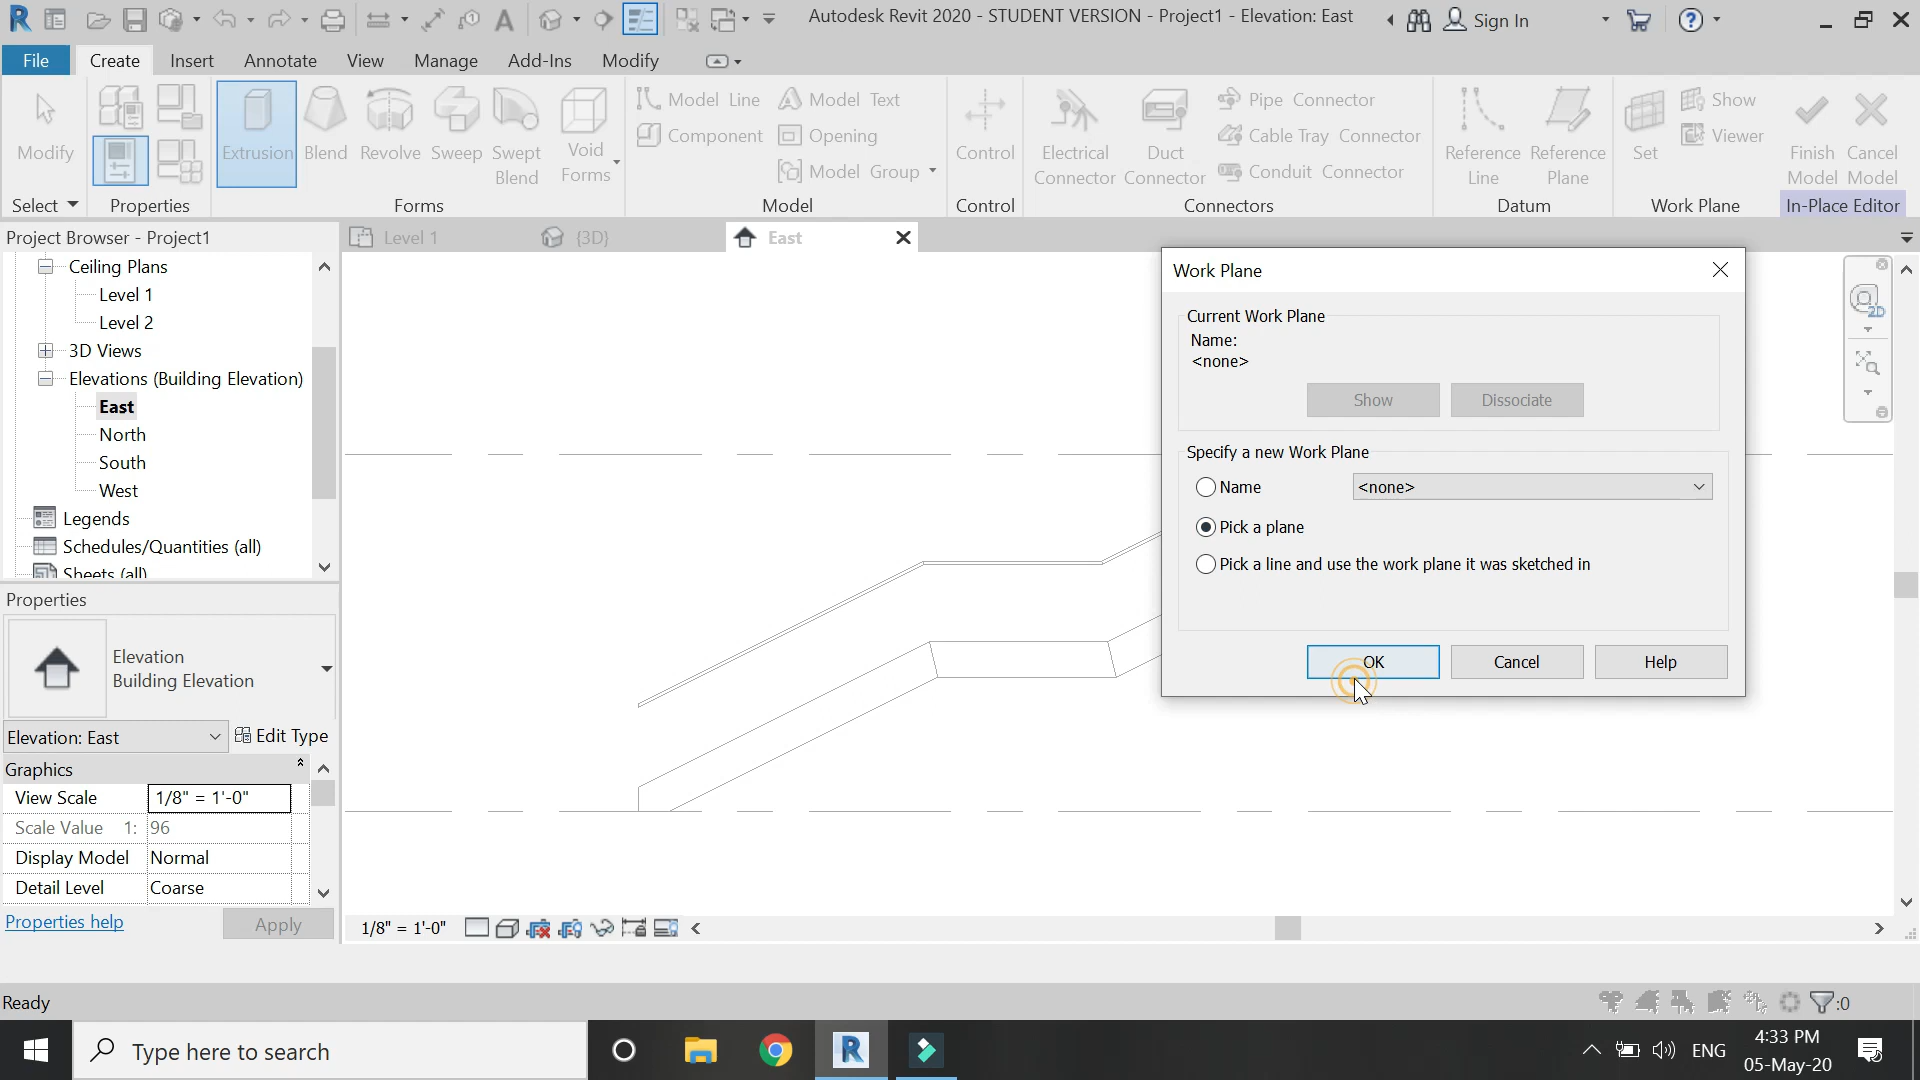 Autodesk Revit 2020 - STUDENT VERSION - Project1 - Elevation: East
Sign In
File
Create
Insert
Annotate
View
Manage
Add-Ins
Modify
Modify
Extrusion
Blend
Revolve
Sweep
Swept Blend
Void Forms
Model Line
Component
Model Text
Opening
Model Group
Control
Electrical Connector
Duct Connector
Pipe Connector
Cable Tray Connector
Conduit Connector
Reference Line
Reference Plane
Set
Show
Viewer
Finish Model
Cancel Model
Select
Properties
Forms
Model
Control
Connectors
Datum
Work Plane
In-Place Editor
Project Browser - Project1
Level 1
{3D}
East
Ceiling Plans
Level 1
Level 2
3D Views
Elevations (Building Elevation)
East
North
South
West
Legends
Schedules/Quantities (all)
Sheets (all)
Properties
Elevation
Building Elevation
Elevation: East
Edit Type
Graphics
View Scale
1/8" = 1'-0"
Scale Value 1:
96
Display Model
Normal
Detail Level
Coarse
Properties help
Apply
Work Plane
Current Work Plane
Name:
<none>
Show
Dissociate
Specify a new Work Plane
Name
<none>
Pick a plane
Pick a line and use the work plane it was sketched in
OK
Cancel
Help
2D
1/8" = 1'-0"
Ready
:0
Type here to search
ENG
4:33 PM
05-May-20